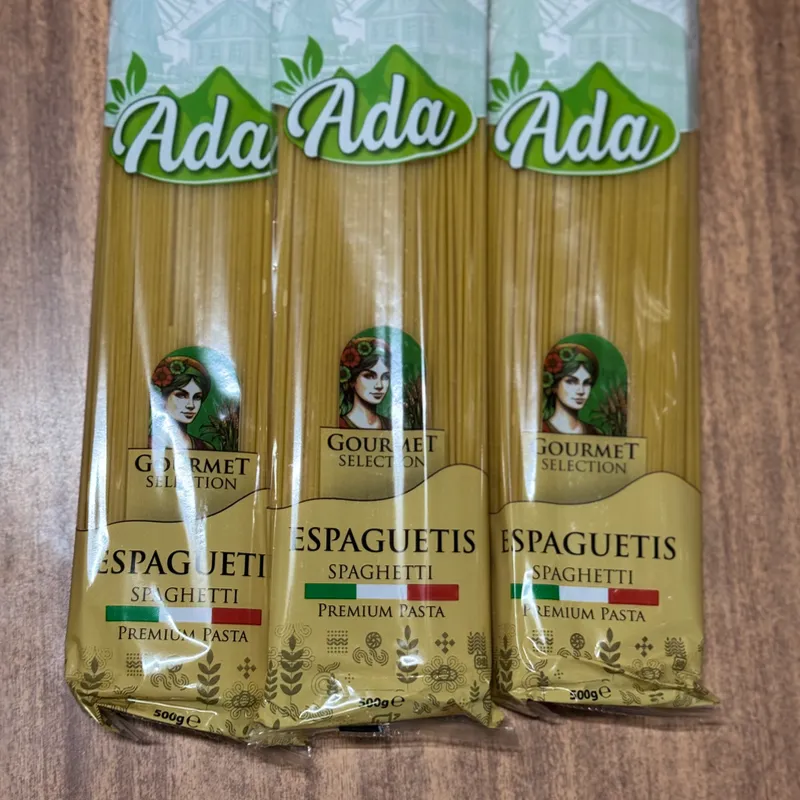 Ada
GOURMET
SELECTION
ESPAGUETI
SPAGHETTI
PREMIUM PASTA
500g ℮
Ada
GOURMET
SELECTION
ESPAGUETIS
SPAGHETTI
PREMIUM PASTA
500g ℮
Ada
GOURMET
SELECTION
ESPAGUETIS
SPAGHETTI
PREMIUM PASTA
500g ℮